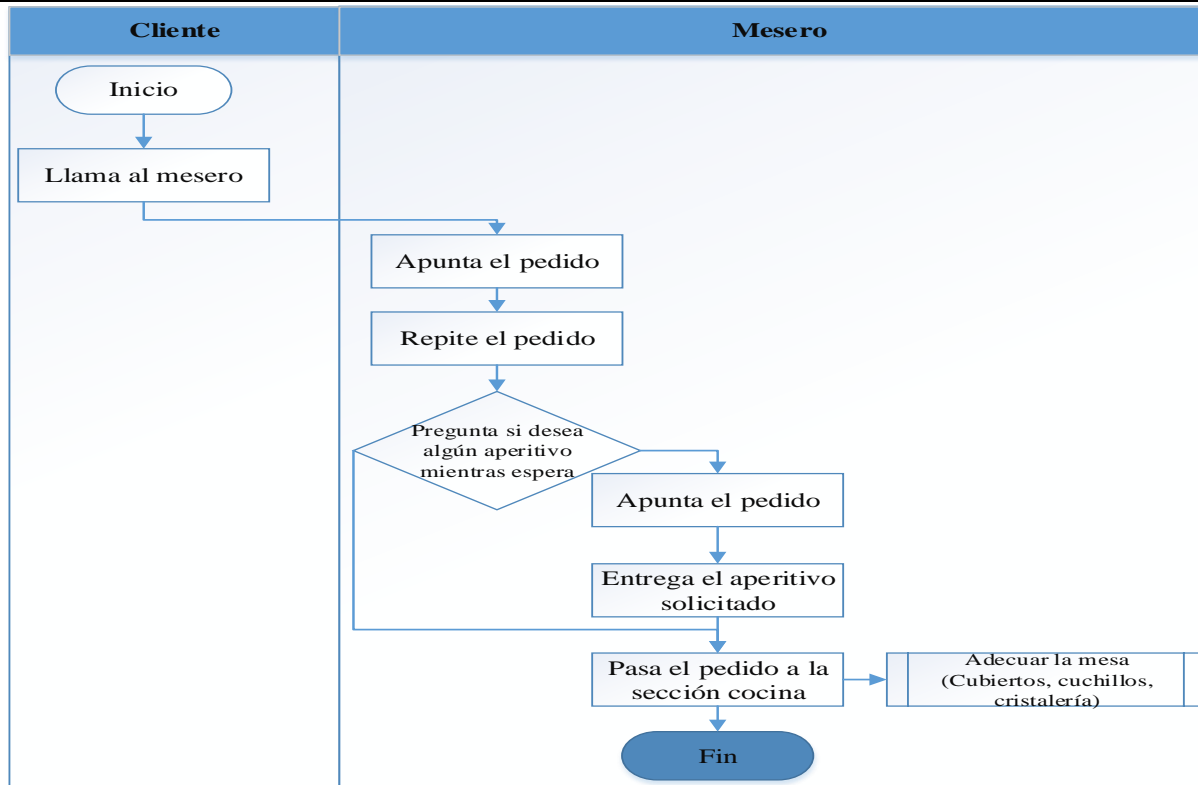 Cliente
Mesero
Inicio
Llama al mesero
Apunta el pedido
Repite el pedido
Pregunta si desea
algún aperitivo
mientras espera
Apunta el pedido
Entrega el aperitivo
solicitado
Pasa el pedido a la
sección cocina
Adecuar la mesa
(Cubiertos, cuchillos,
cristalería)
Fin